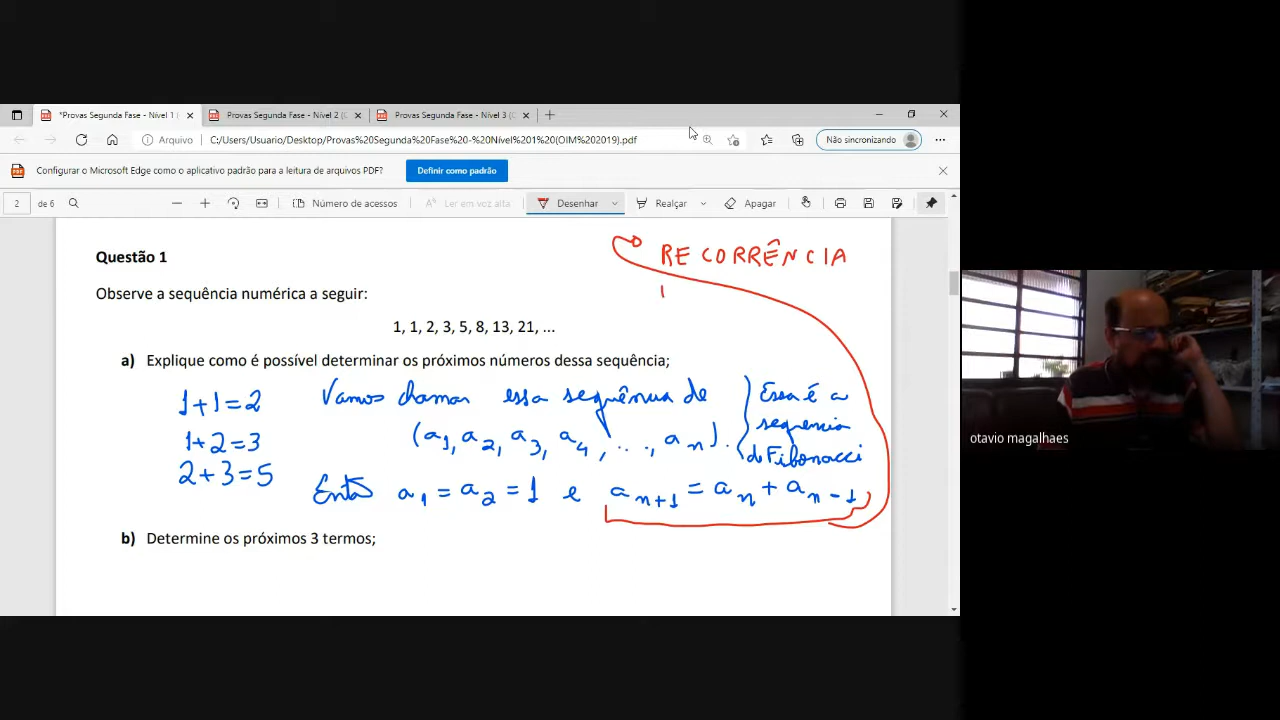 *Provas Segunda Fase - Nível 1 (
Provas Segunda Fase - Nível 2 (C
Provas Segunda Fase - Nível 3 (C
Arquivo
C:/Users/Usuario/Desktop/Provas%20Segunda%20Fase%20-%20Nível%201%20(OIM%202019).pdf
Não sincronizando
Configurar o Microsoft Edge como o aplicativo padrão para a leitura de arquivos PDF?
Definir como padrão
2 de 6
Número de acessos
Ler em voz alta
Desenhar
Realçar
Apagar
Questão 1
RECORRÊNCIA
Observe a sequência numérica a seguir:
1, 1, 2, 3, 5, 8, 13, 21, ...
a) Explique como é possível determinar os próximos números dessa sequência;
1+1=2
1+2=3
2+3=5
Vamos chamar essa sequência de
(a1, a2, a3, a4, ..., an).
Essa é a
sequencia
de Fibonacci
Então a1 = a2 = 1 e an+1 = an + an-1
b) Determine os próximos 3 termos;
otavio magalhaes